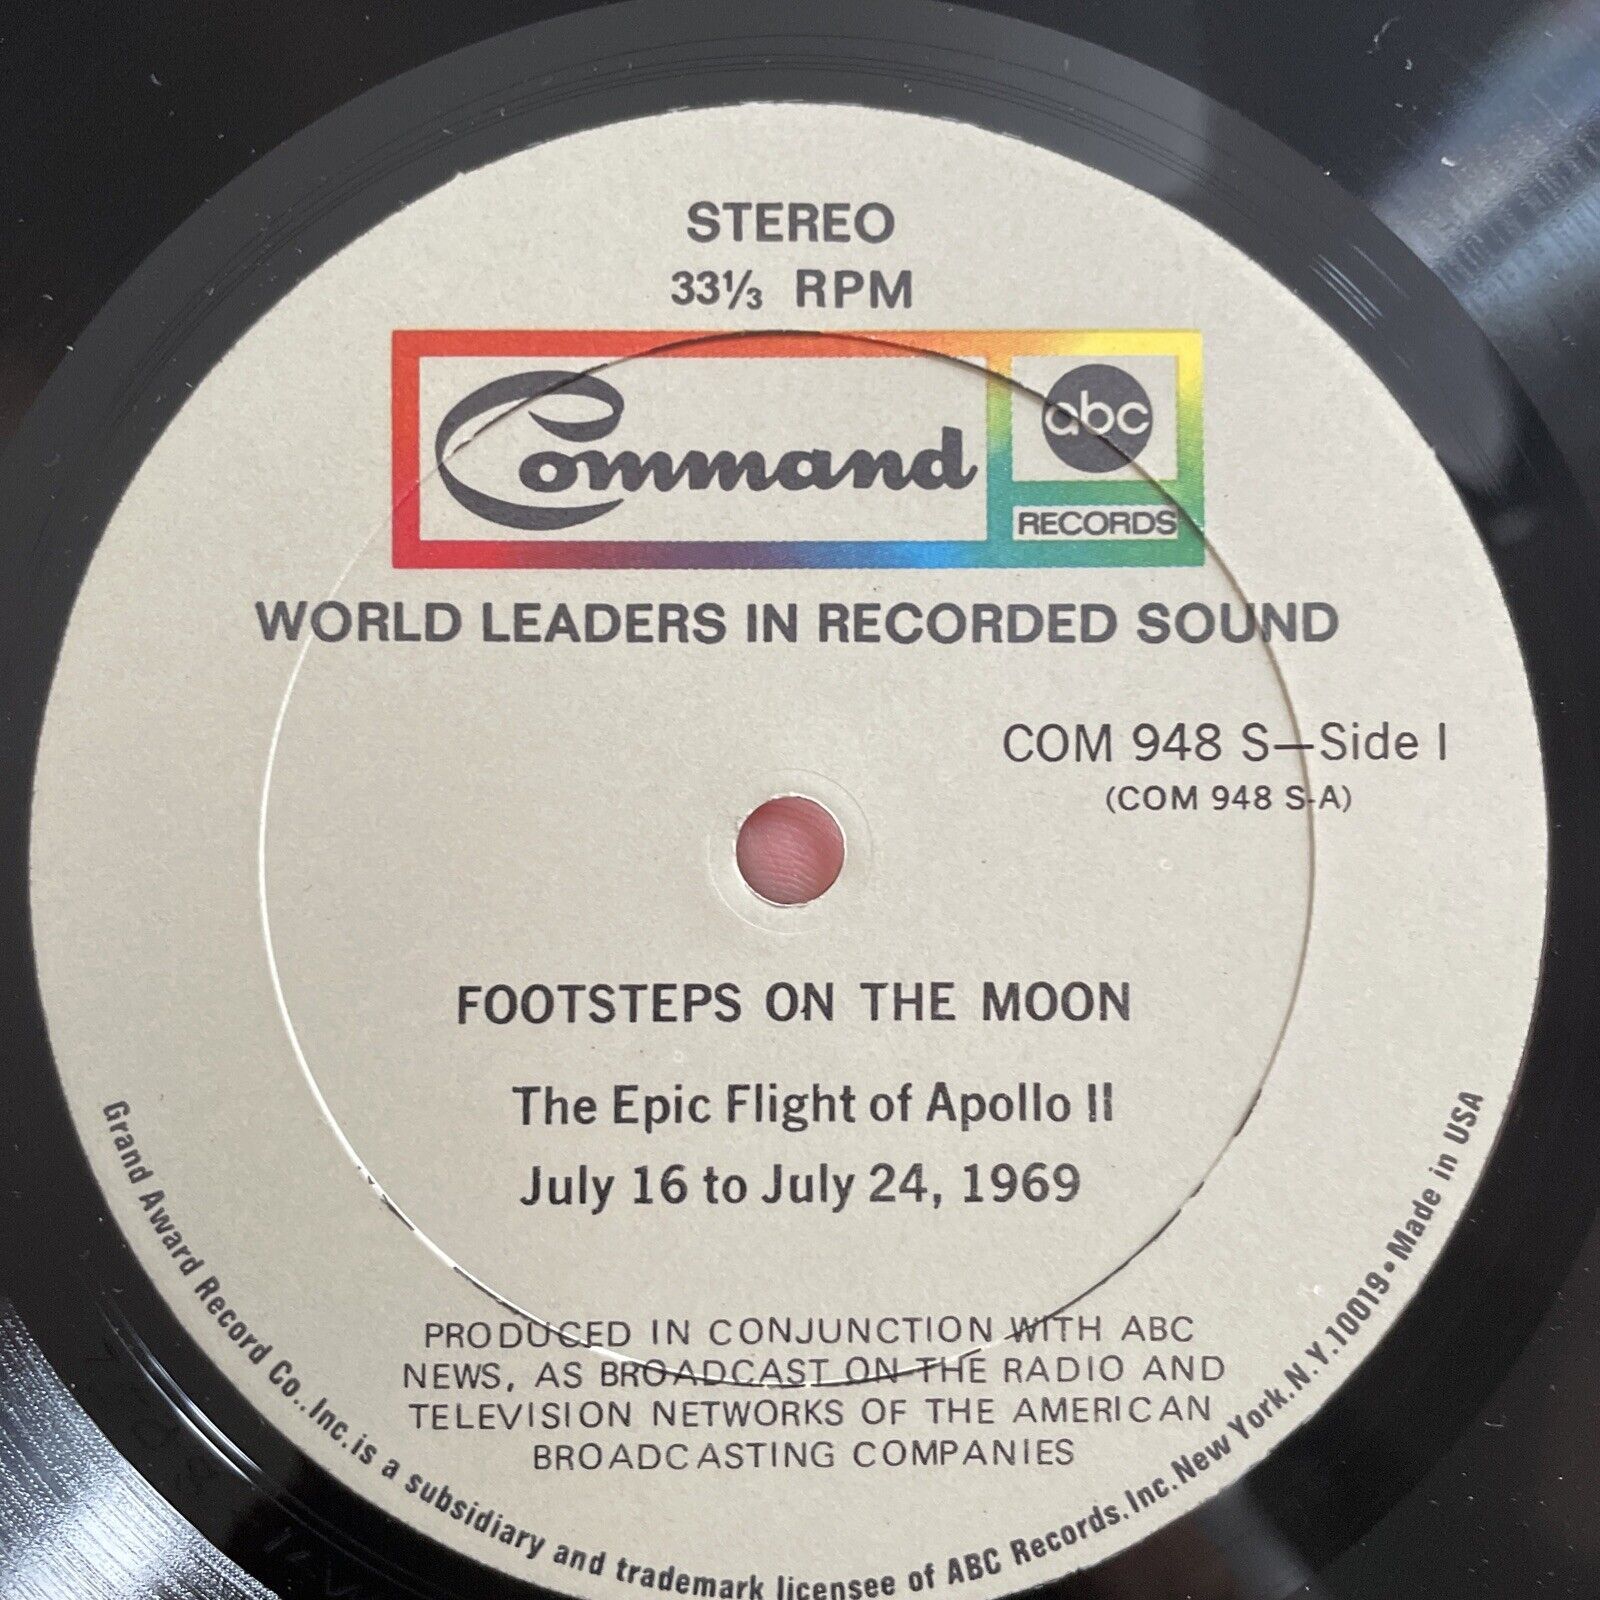 STEREO
33⅓ RPM
Command
abc
RECORDS
WORLD LEADERS IN RECORDED SOUND
COM 948 S—Side I
(COM 948 S-A)
FOOTSTEPS ON THE MOON
The Epic Flight of Apollo II
July 16 to July 24, 1969
PRODUCED IN CONJUNCTION WITH ABC
NEWS, AS BROADCAST ON THE RADIO AND
TELEVISION NETWORKS OF THE AMERICAN
BROADCASTING COMPANIES
Grand Award Record Co., Inc. is a subsidiary and trademark licensee of ABC Records. Inc. New York. N.Y. 10019 • Made in USA